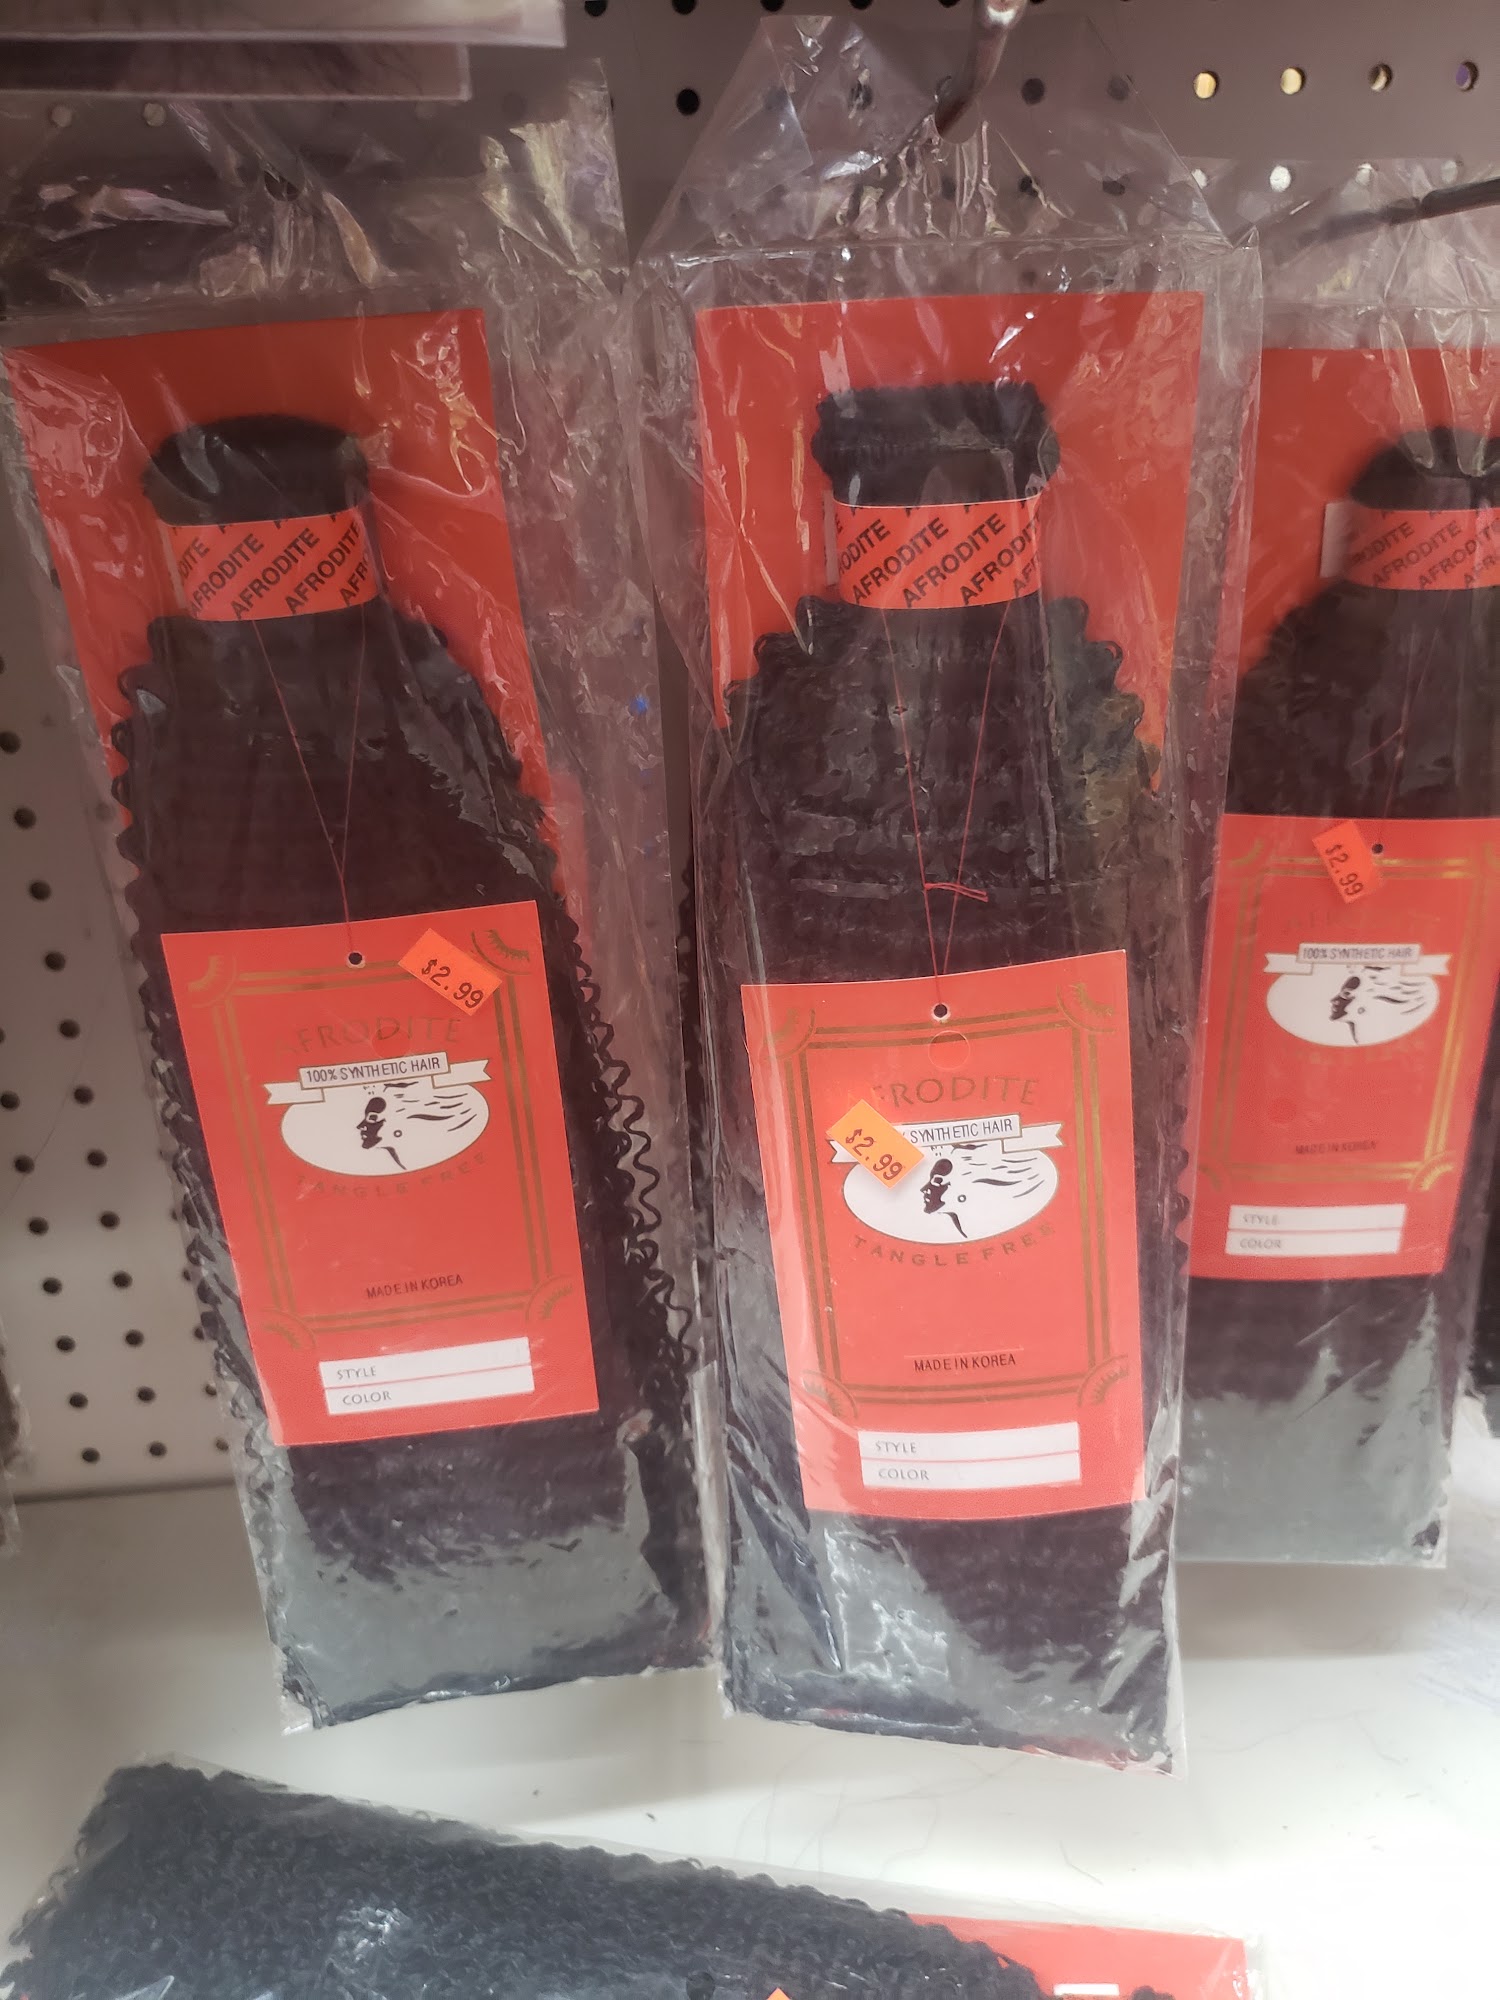 AFRODITE
AFRODITE
AFRODITE
$2.99
AFRODITE
100% SYNTHETIC HAIR
TANGLE FREE
MADE IN KOREA
STYLE
COLOR
AFRODITE
AFRODITE
AFRODITE
$2.99
SYNTHETIC HAIR
TANGLE FREE
MADE IN KOREA
STYLE
COLOR
AFRODITE
AFRODITE
$2.99
100% SYNTHETIC HAIR
MADE IN KOREA
STYLE
COLOR